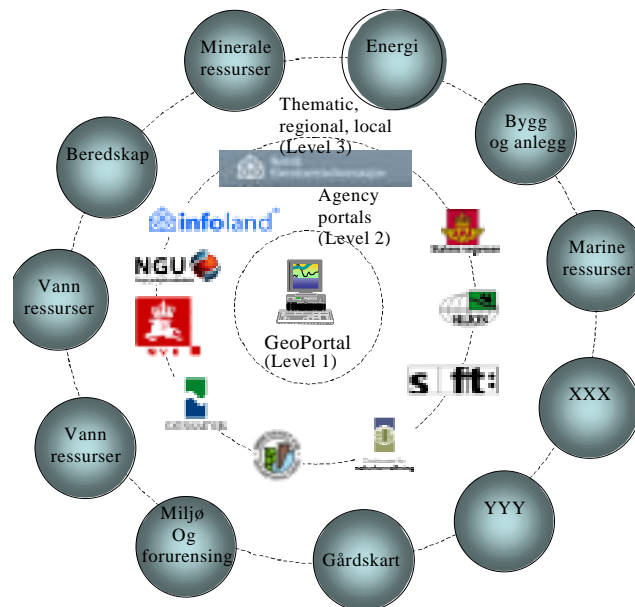 Minerale
ressurser
Energi
Thematic,
regional, local
(Level 3)
Bygg
og anlegg
Beredskap
Agency
portals
(Level 2)
infoland
NGU
Marine
ressurser
Vann
ressurser
NVE
GeoPortal
(Level 1)
sft:
XXX
Vann
ressurser
YYY
Miljø
Og
forurensing
Gårdskart